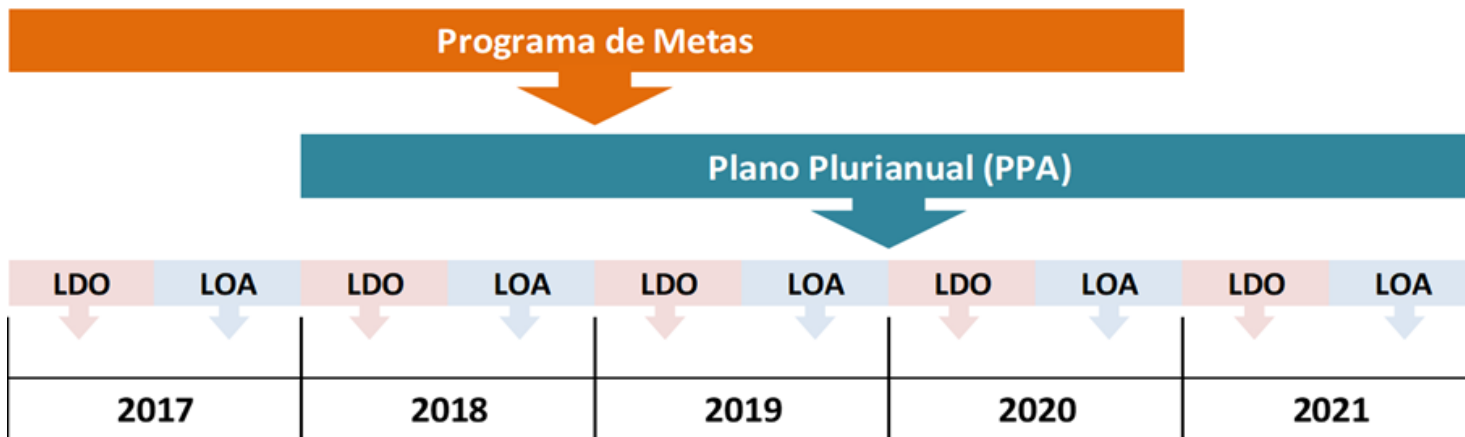 Programa de Metas
Plano Plurianual (PPA)
LDO LOA LDO LOA LDO LOA LDO LOA LDO LOA
2017 2018 2019 2020 2021